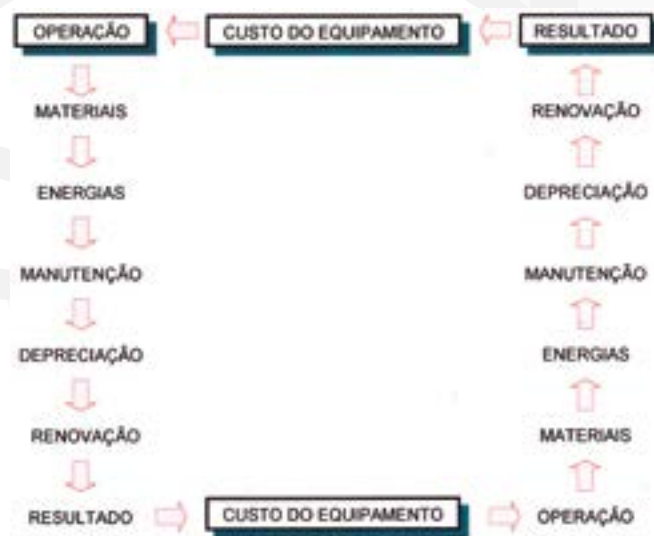 OPERAÇÃO CUSTO DO EQUIPAMENTO RESULTADO
MATERIAIS RENOVAÇÃO
ENERGIAS DEPRECIAÇÃO
MANUTENÇÃO MANUTENÇÃO
DEPRECIAÇÃO ENERGIAS
RENOVAÇÃO MATERIAIS
RESULTADO CUSTO DO EQUIPAMENTO OPERAÇÃO